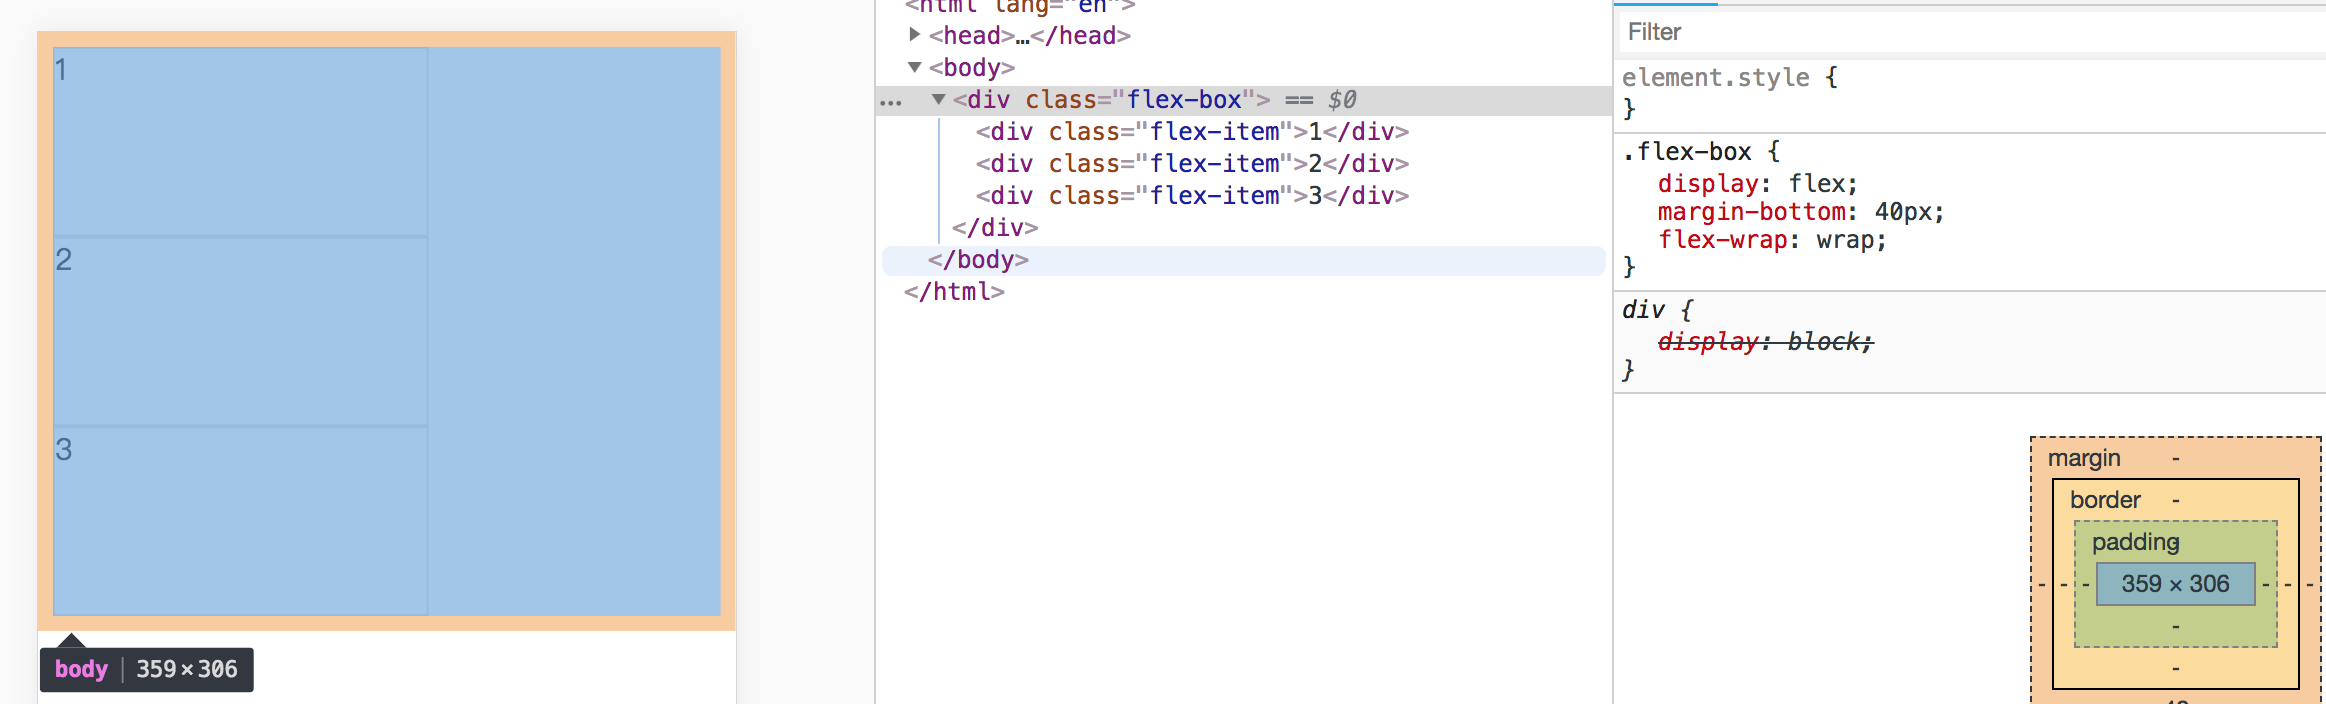 1
2
3
body 359 × 306
<html lang="en">
<head>…</head>
<body>
… <div class="flex-box"> == $0
<div class="flex-item">1</div>
<div class="flex-item">2</div>
<div class="flex-item">3</div>
</div>
</body>
</html>
Filter
element.style {
}
.flex-box {
display: flex;
margin-bottom: 40px;
flex-wrap: wrap;
}
div {
display: block;
}
margin -
border -
padding -
- - - 359 × 306 - - -
-
-